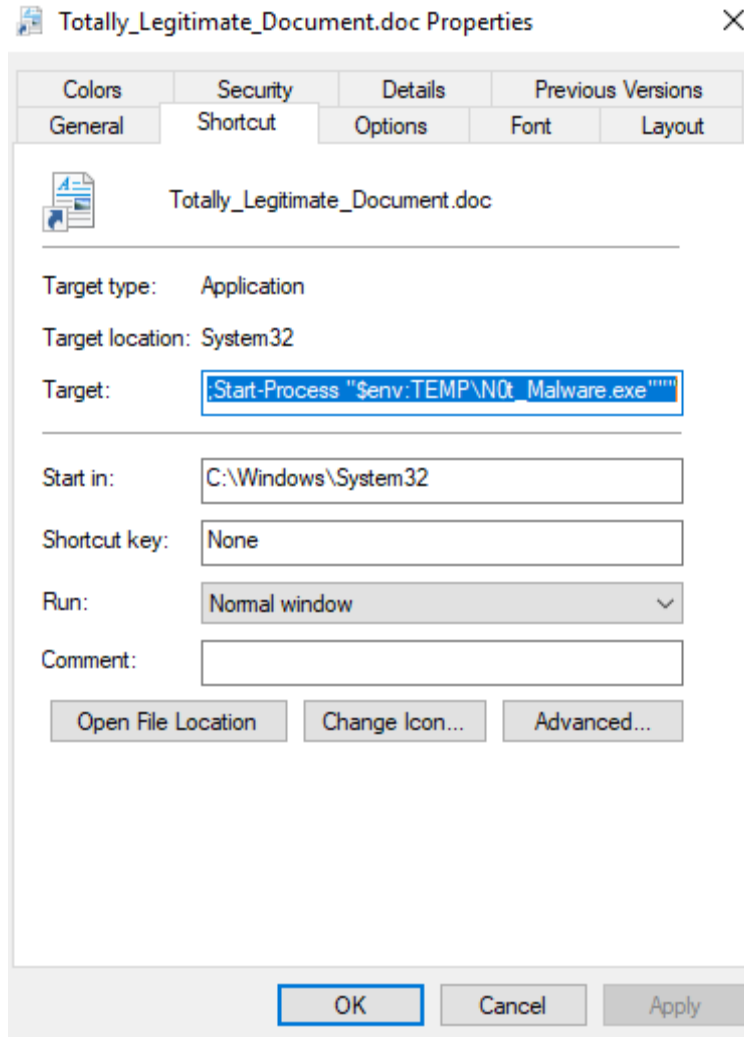 Totally_Legitimate_Document.doc Properties
Colors Security Details Previous Versions
General Shortcut Options Font Layout
Totally_Legitimate_Document.doc
Target type: Application
Target location: System32
Target: ;Start-Process "$env:TEMP\N0t_Malware.exe"""
Start in: C:\Windows\System32
Shortcut key: None
Run: Normal window
Comment:
Open File Location Change Icon... Advanced...
OK Cancel Apply